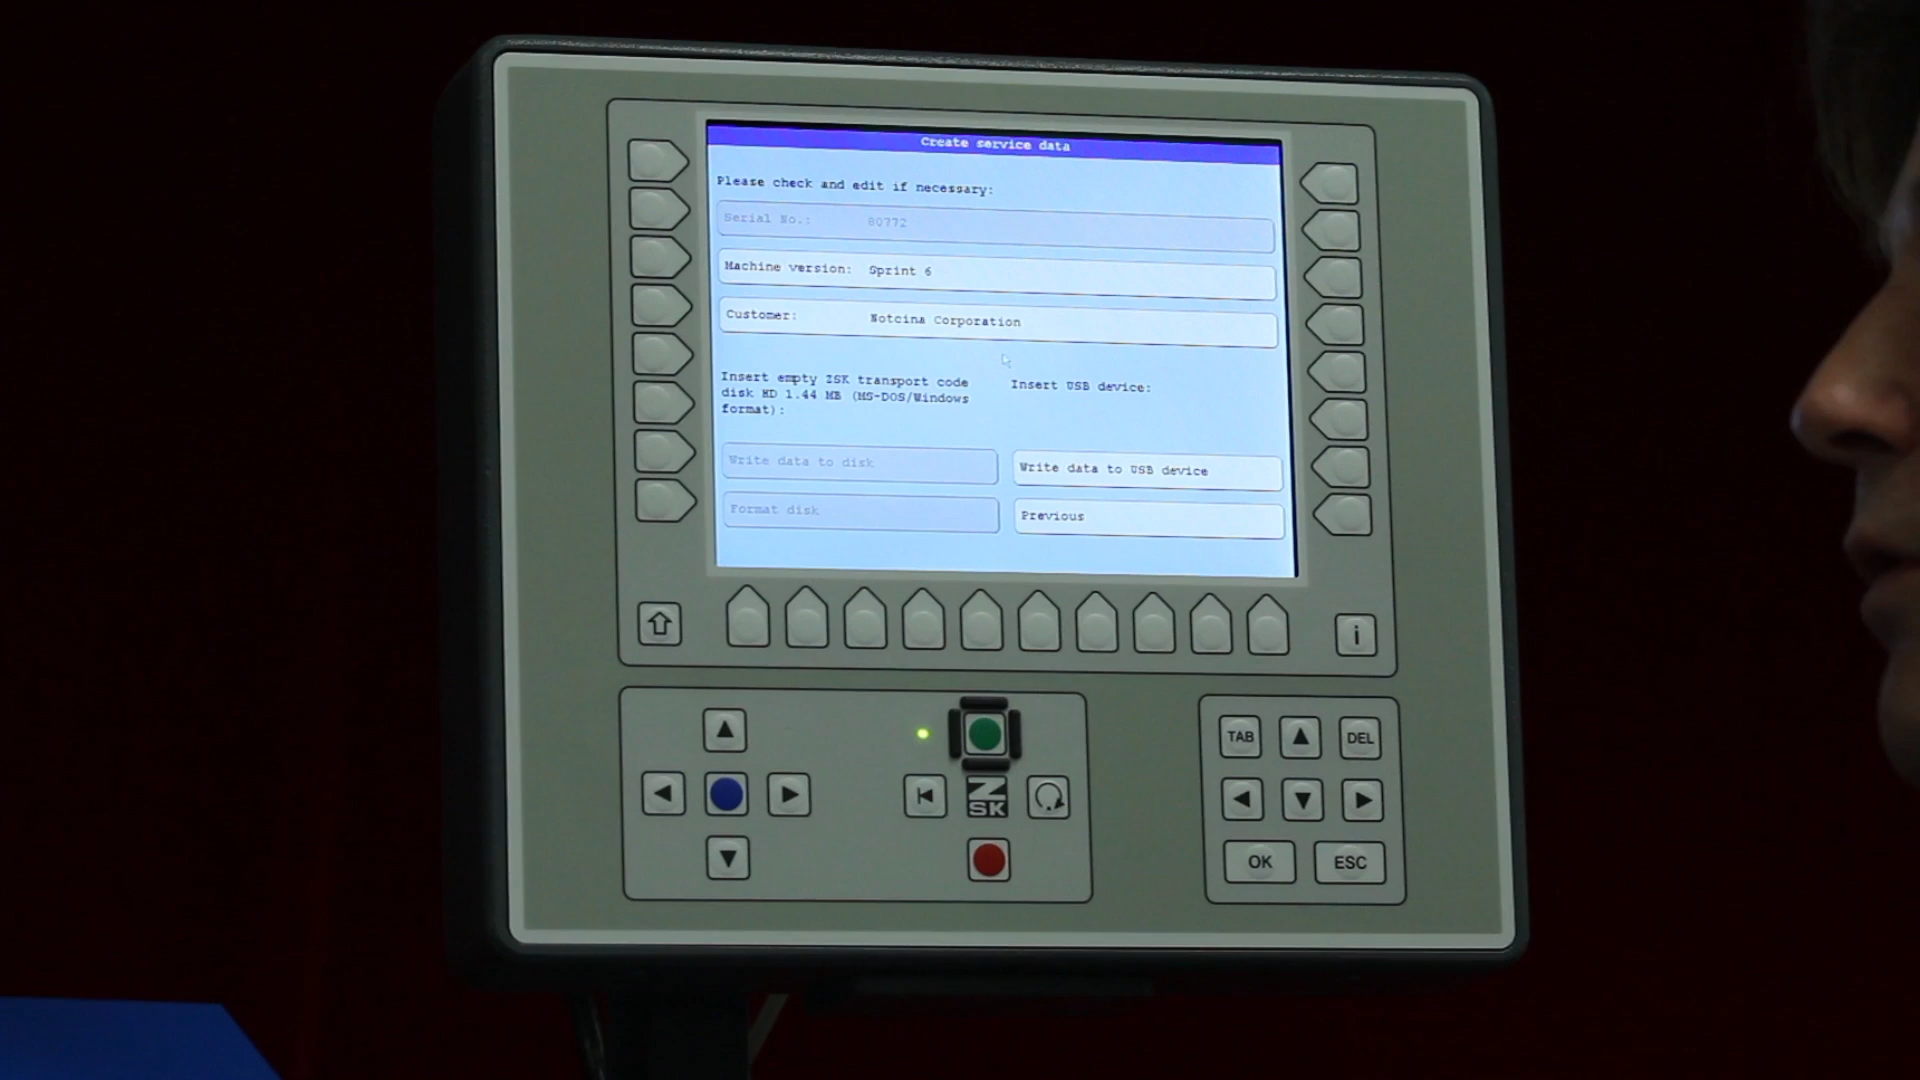 Create service data
Please check and edit if necessary:
Serial No.: 80772
Machine version: Sprint 6
Customer: Notcina Corporation
Insert empty ZSK transport code
disk HD 1.44 MB (MS-DOS/Windows
format):
Insert USB device:
Write data to disk
Write data to USB device
Format disk
Previous
i
TAB
DEL
ZSK
OK
ESC